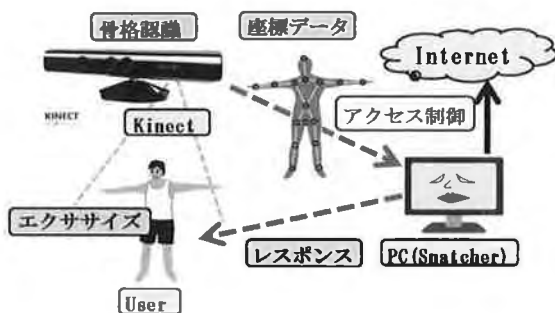 骨格認識
座標データ
Internet
KINECT
Kinect
アクセス制御
エクササイズ
レスポンス
PC(Snatcher)
User